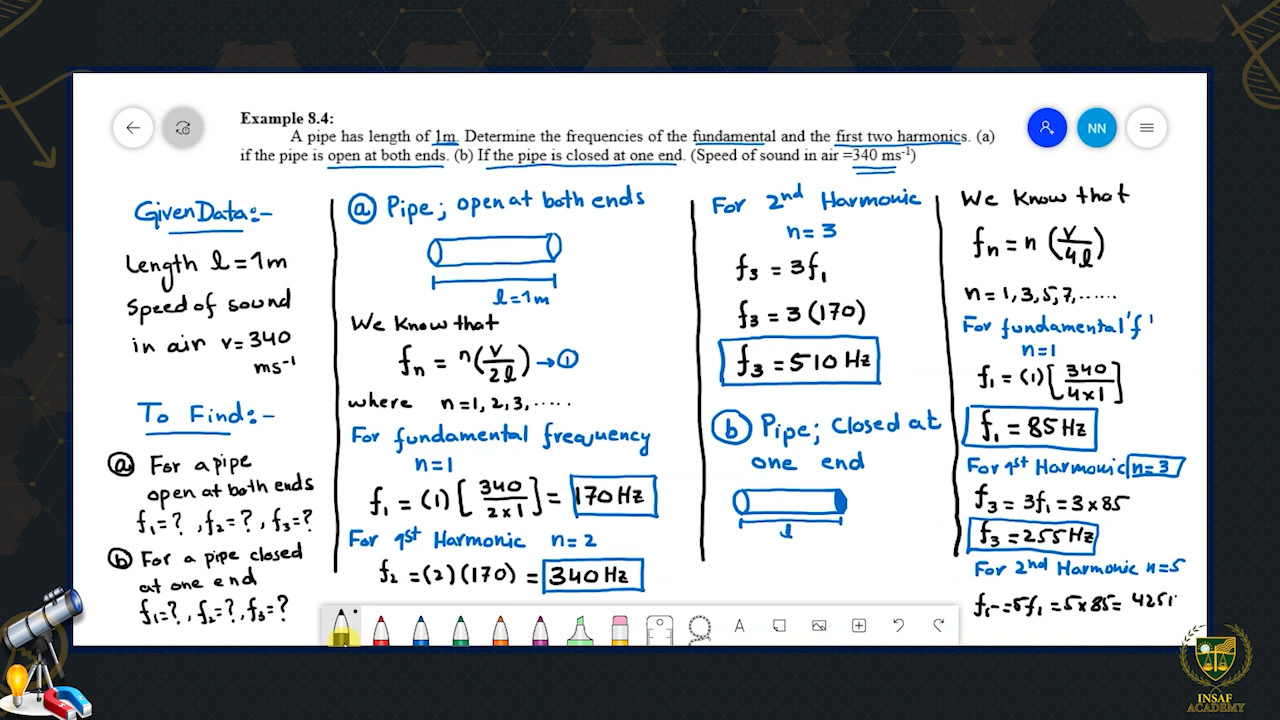 Example 8.4:
A pipe has length of 1m. Determine the frequencies of the fundamental and the first two harmonics. (a)
if the pipe is open at both ends. (b) If the pipe is closed at one end. (Speed of sound in air =340 ms⁻¹)
NN
Given Data:-
Length l = 1m
Speed of sound
in air v = 340
ms⁻¹
To Find:-
(a) For a pipe
open at both ends
f₁=? , f₂=? , f₃=?
(b) For a pipe closed
at one end
f₁=? , f₂=? , f₃=?
(a) Pipe; open at both ends
l=1m
We Know that
fₙ = n(v/2l) → (1)
where n=1, 2, 3, ......
For fundamental frequency
n=1
f₁ = (1) [340/2x1] = 170 Hz
For 1st Harmonic n=2
f₂ = (2)(170) = 340 Hz
For 2nd Harmonic
n=3
f₃ = 3f₁
f₃ = 3(170)
f₃ = 510 Hz
(b) Pipe; Closed at
one end
l
We Know that
fₙ = n (v/4l)
n = 1, 3, 5, 7, ......
For fundamental 'f'
n=1
f₁ = (1) [340/4x1]
f₁ = 85 Hz
For 1st Harmonic n=3
f₃ = 3f₁ = 3x85
f₃ = 255 Hz
For 2nd Harmonic n=5
=5f₁ = 5x85=
A
INSAF
ACADEMY